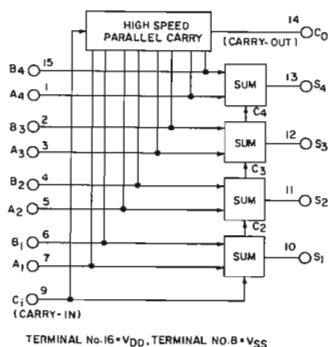 HIGH SPEED
PARALLEL CARRY
14
C0
(CARRY-OUT)
B4 15
A4 1
SUM
13
S4
C4
B3 2
A3 3
SUM
12
S3
C3
B2 4
A2 5
SUM
11
S2
C2
B1 6
A1 7
SUM
10
S1
Ci 9
(CARRY-IN)
TERMINAL No.16=VDD, TERMINAL NO.8=VSS